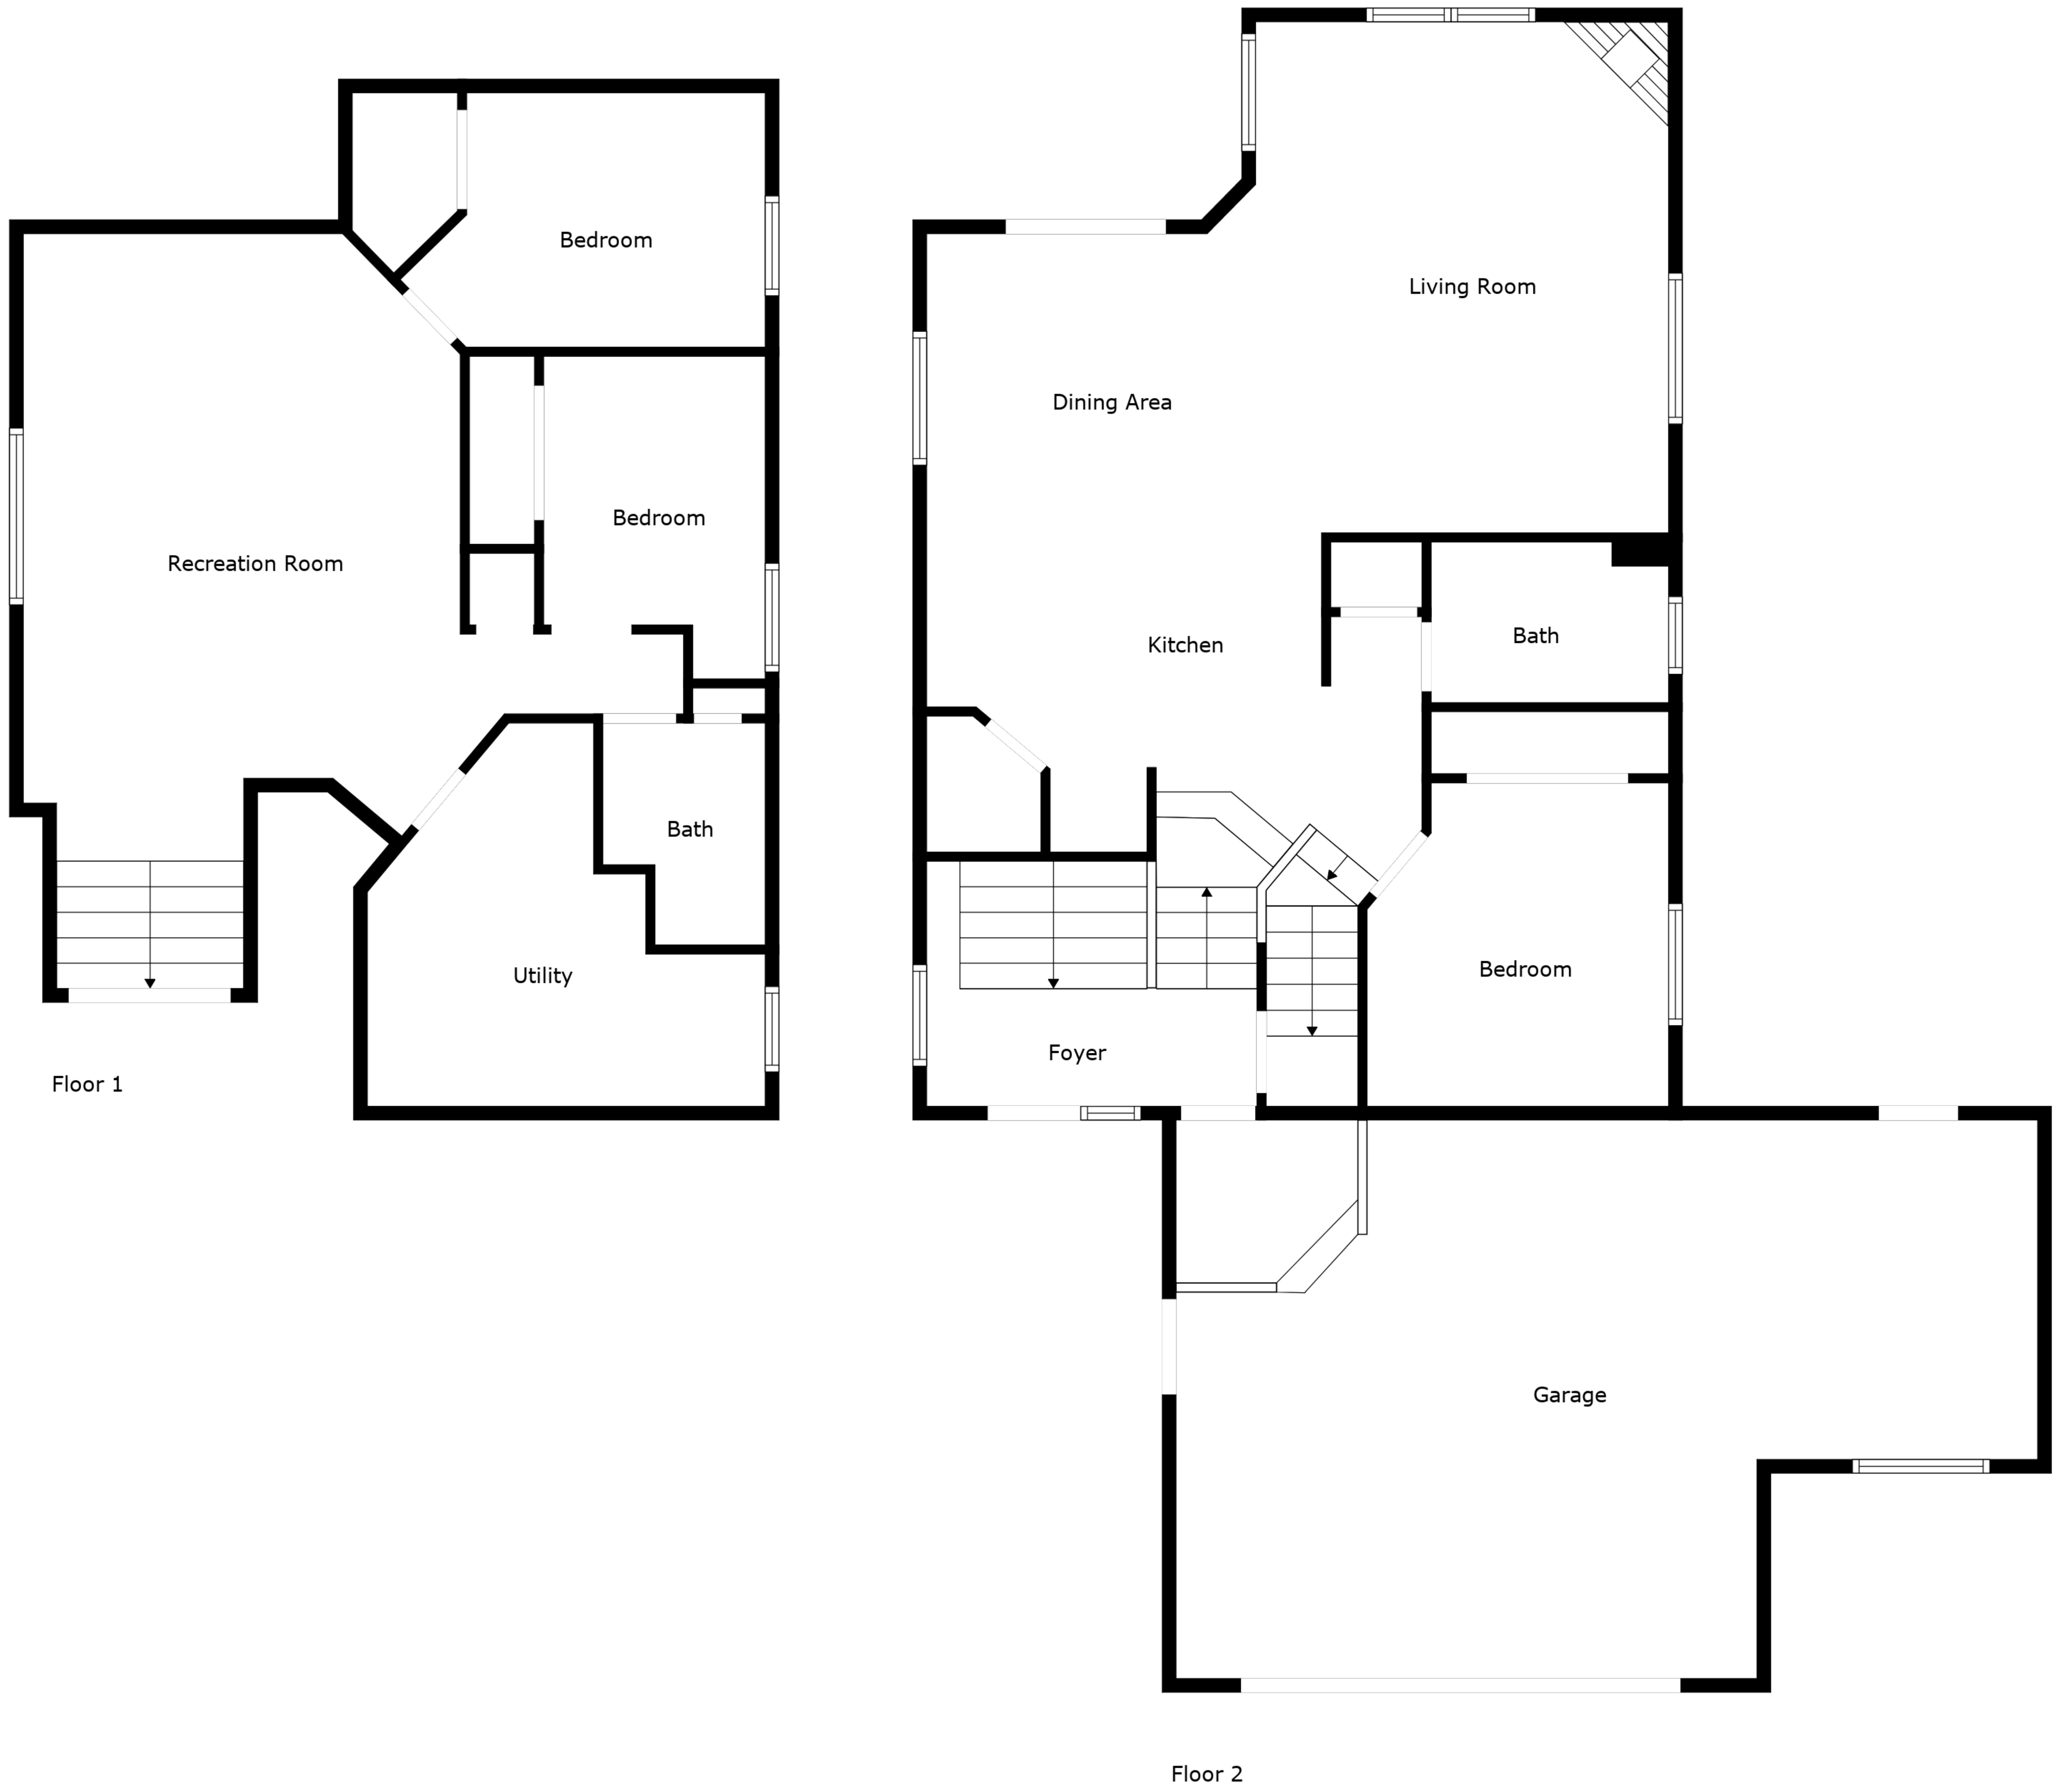 Bedroom
Bedroom
Recreation Room
Bath
Utility
Floor 1
Living Room
Dining Area
Kitchen
Bath
Bedroom
Foyer
Garage
Floor 2